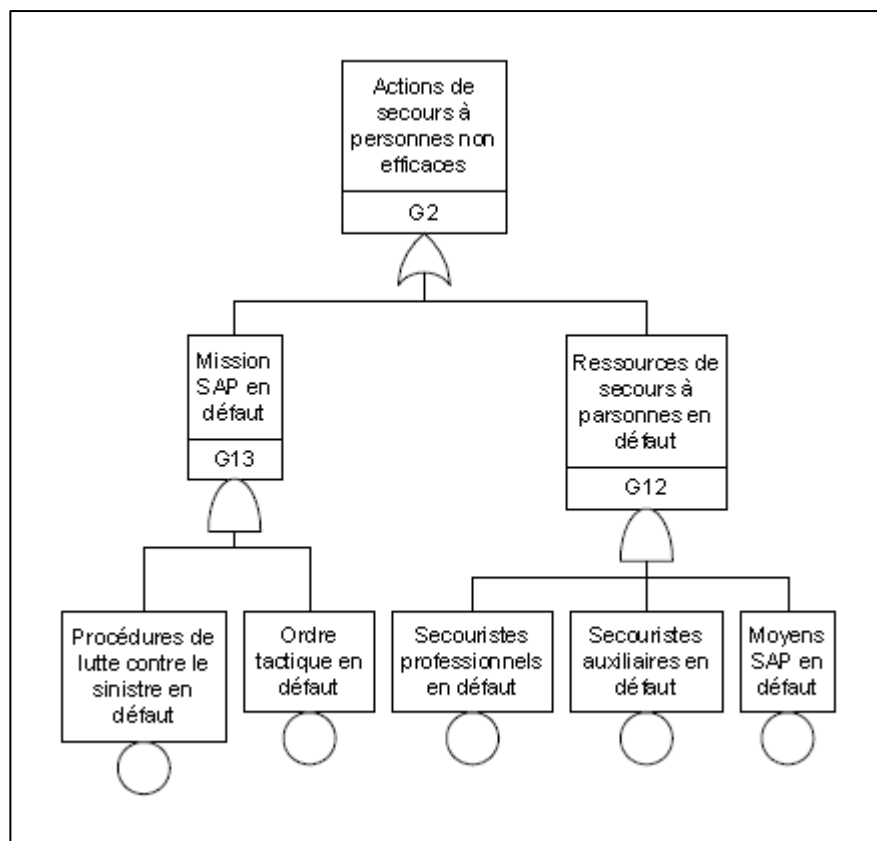 Actions de
secours à
personnes non
efficaces
G2
Mission
SAP en
défaut
G13
Ressources de
secours à
parsonnes en
défaut
G12
Procédures de
lutte contre le
sinistre en
défaut
Ordre
tactique en
défaut
Secouristes
professionnels
en défaut
Secouristes
auxiliaires en
défaut
Moyens
SAP en
défaut